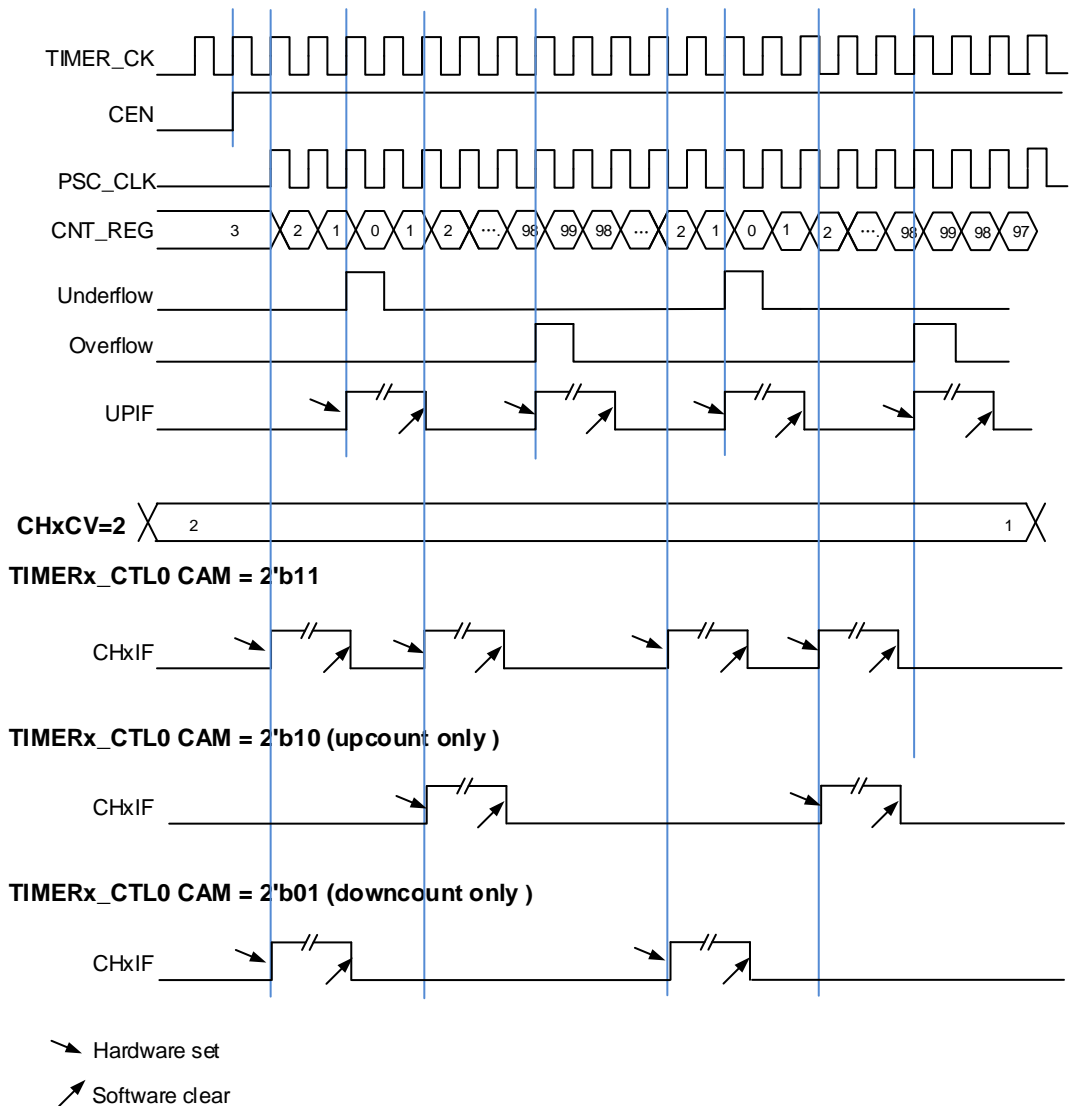 TIMER_CK
CEN
PSC_CLK
CNT_REG 3 2 1 0 1 2 .... 98 99 98 ... 2 1 0 1 2 .... 98 99 98 97
Underflow
Overflow
UPIF
CHxCV=2 2 1
TIMERx_CTL0 CAM = 2'b11
CHxIF
TIMERx_CTL0 CAM = 2'b10 (upcount only )
CHxIF
TIMERx_CTL0 CAM = 2'b01 (downcount only )
CHxIF
Hardware set
Software clear